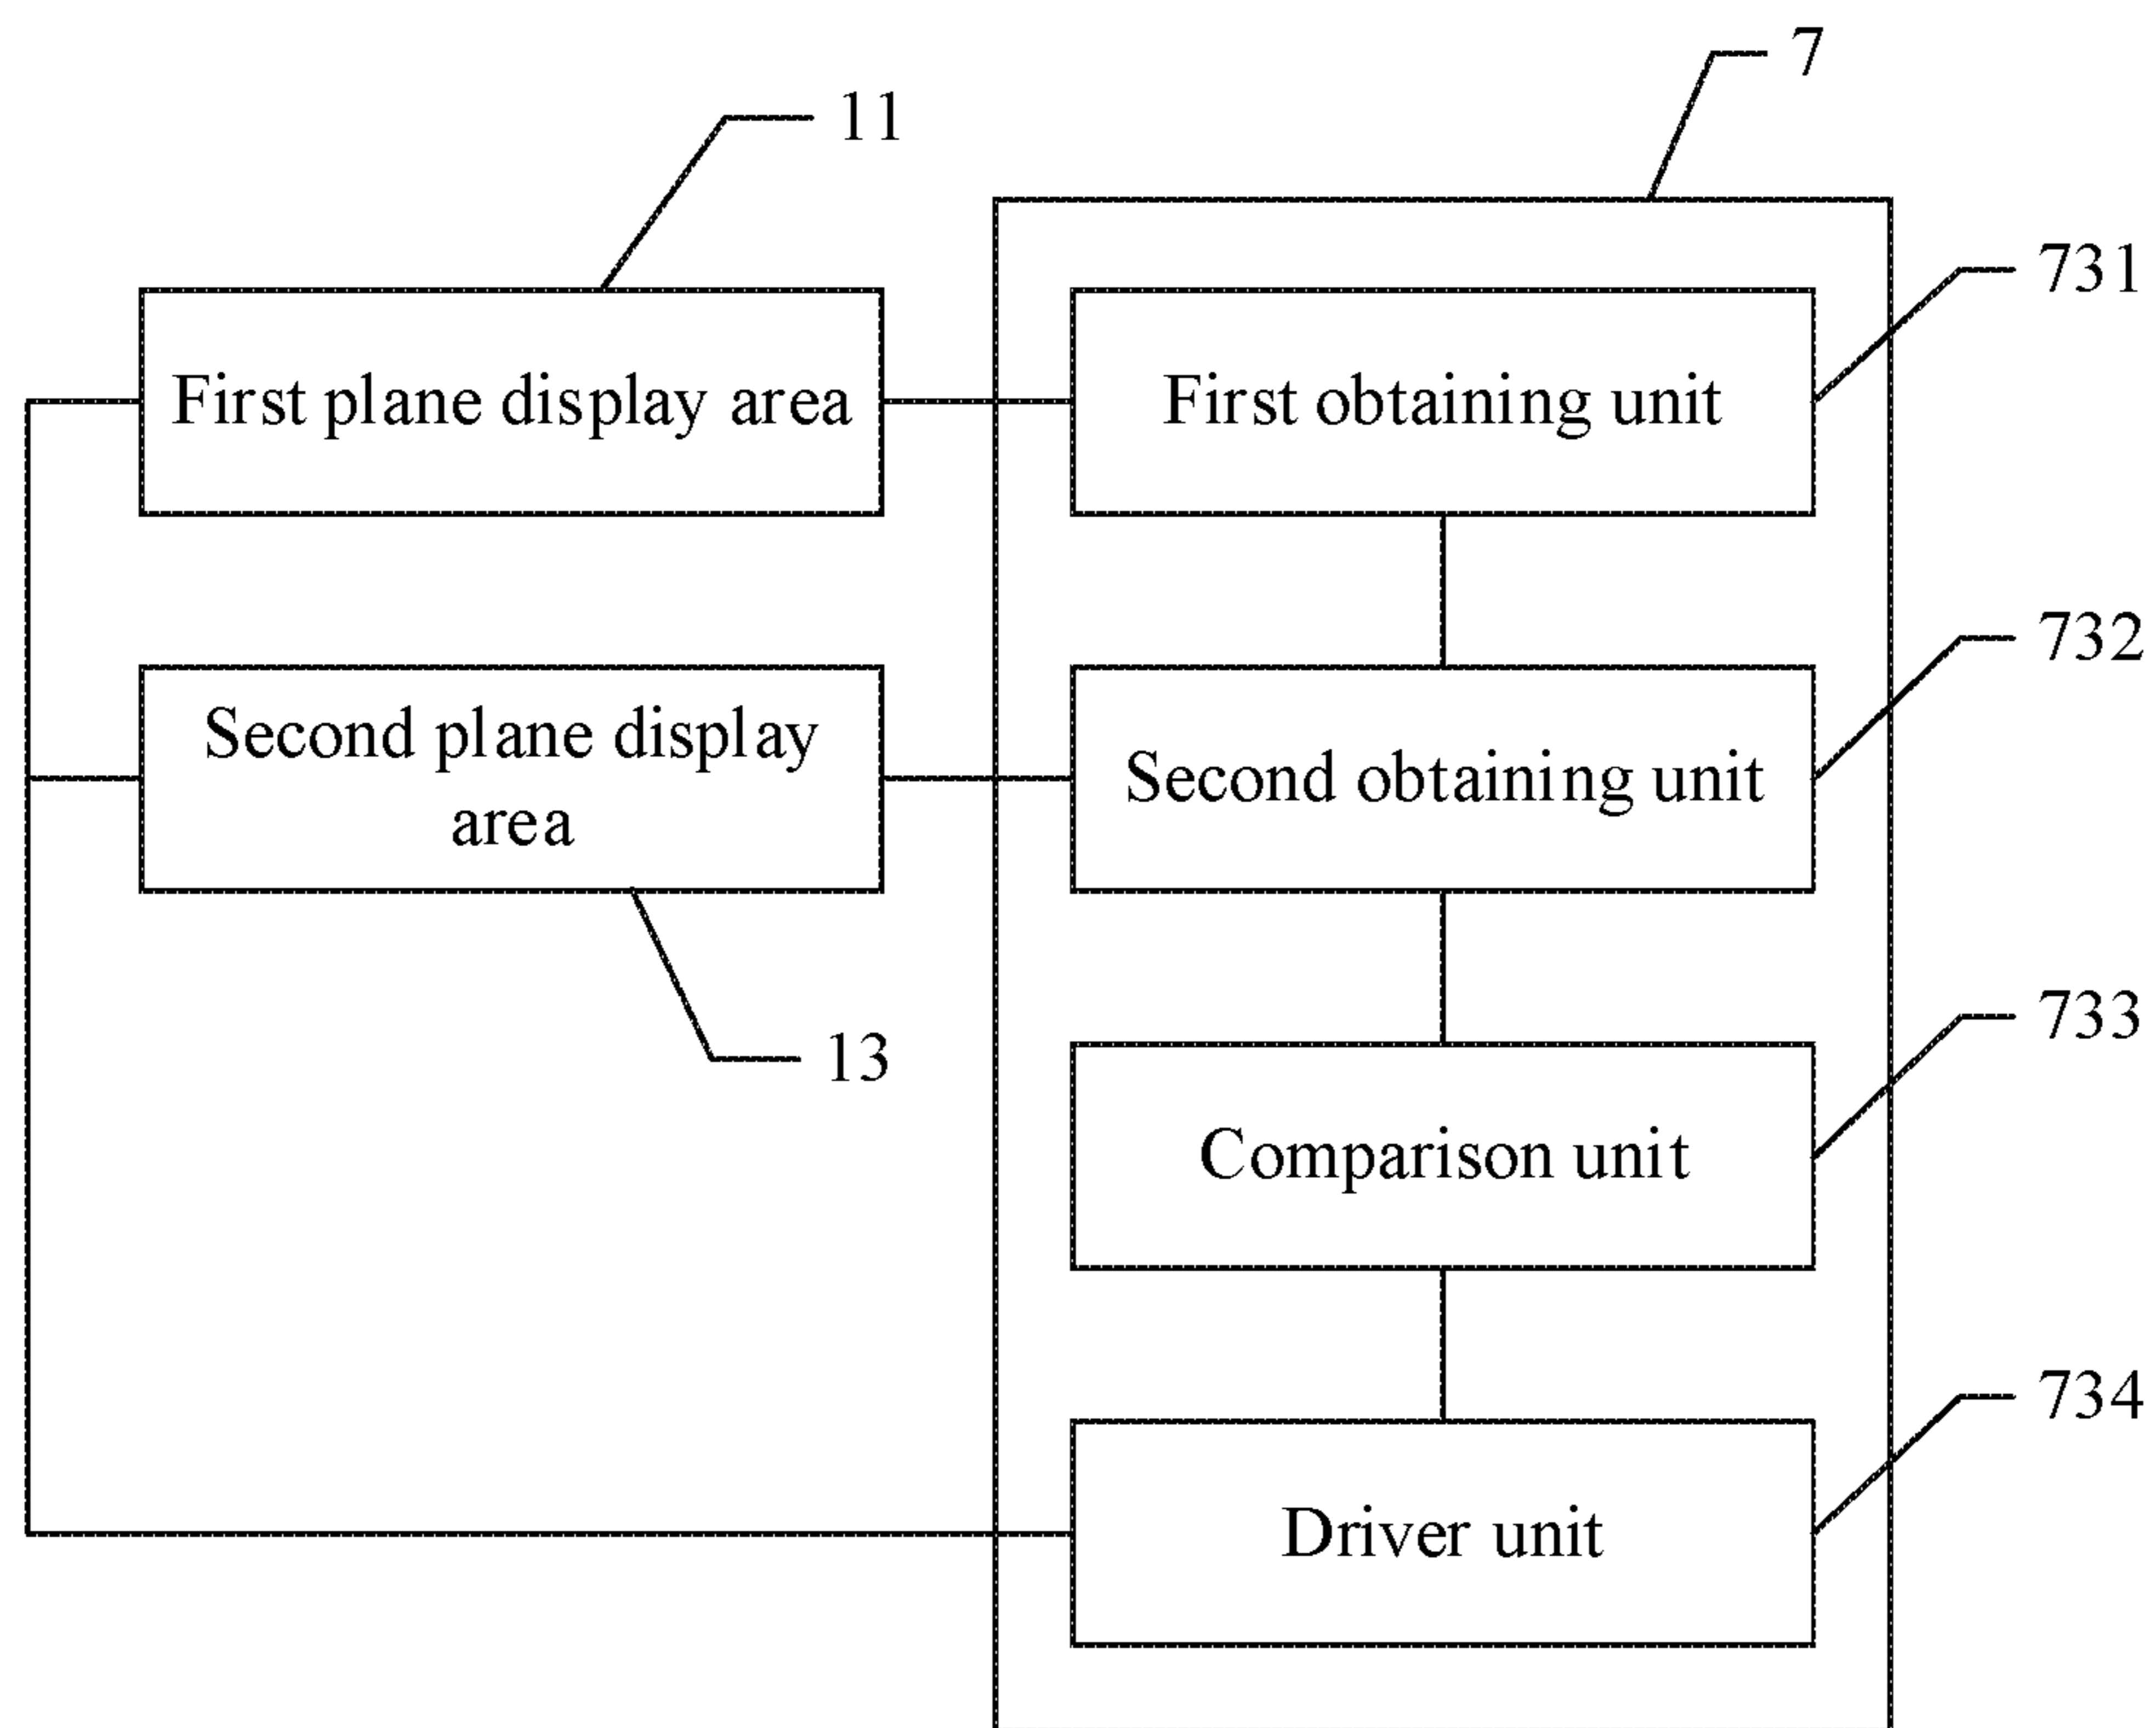 7
11
731
First plane display area
First obtaining unit
732
Second plane display
area
Second obtaining unit
13
733
Comparison unit
734
Driver unit